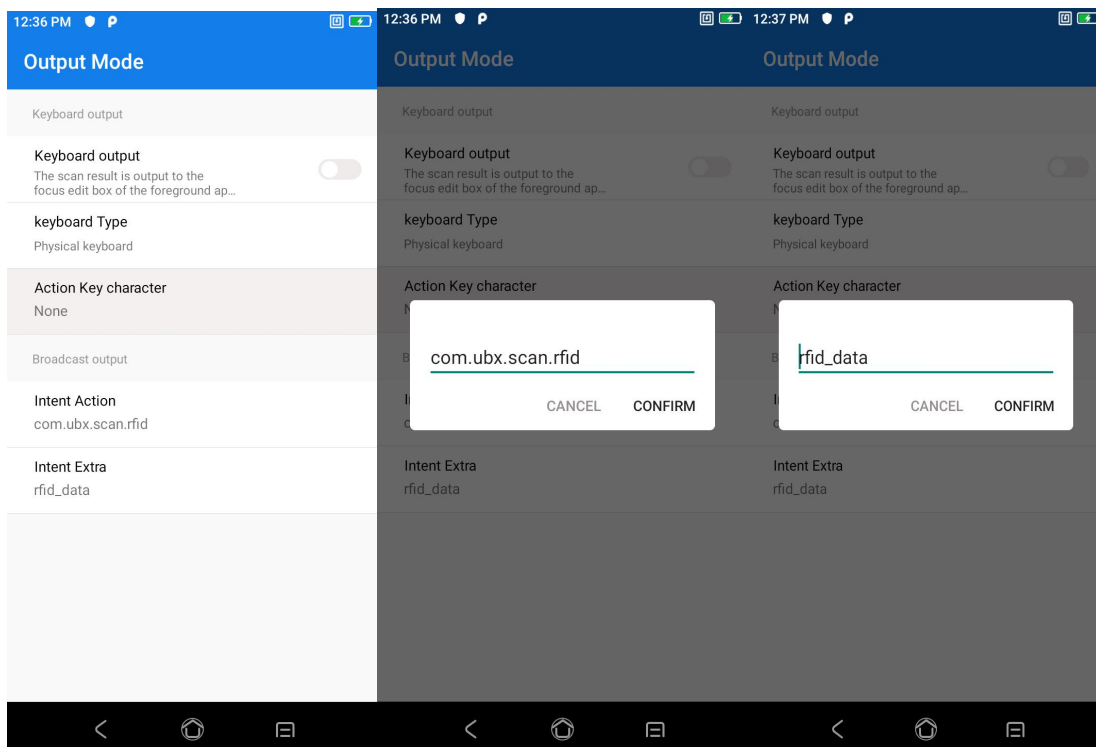 12:36 PM
Output Mode
Keyboard output
Keyboard output
The scan result is output to the
focus edit box of the foreground ap...
keyboard Type
Physical keyboard
Action Key character
None
Broadcast output
Intent Action
com.ubx.scan.rfid
Intent Extra
rfid_data
12:36 PM
Output Mode
Keyboard output
Keyboard output
The scan result is output to the
focus edit box of the foreground ap...
keyboard Type
Physical keyboard
Action Key character
com.ubx.scan.rfid
CANCEL CONFIRM
Intent Extra
rfid_data
12:37 PM
Output Mode
Keyboard output
Keyboard output
The scan result is output to the
focus edit box of the foreground ap...
keyboard Type
Physical keyboard
Action Key character
rfid_data
CANCEL CONFIRM
Intent Extra
rfid_data